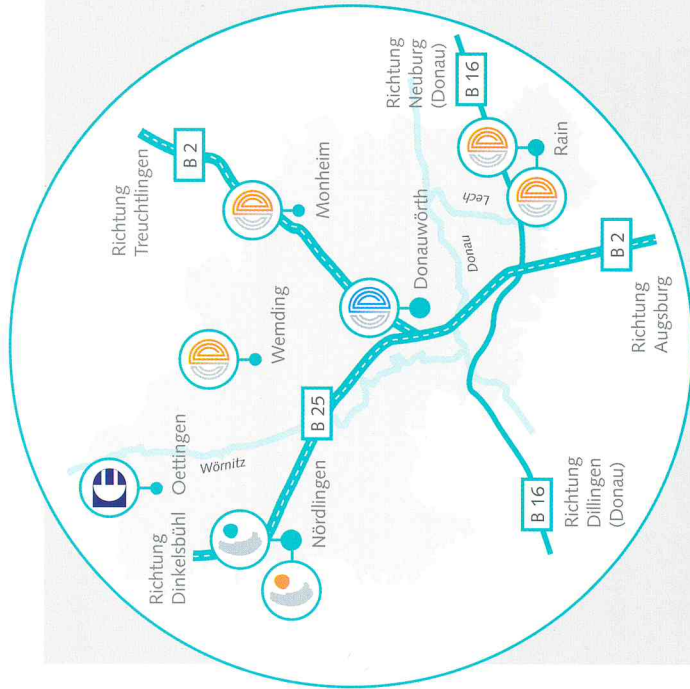 Richtung
Dinkelsbühl
Nördlingen
Oettingen
Wörnitz
B 25
Wemding
Richtung
Treuchtlingen
B 2
Monheim
Donauwörth
Donau
Lech
Richtung
Neuburg
(Donau)
B 16
Rain
B 2
Richtung
Augsburg
B 16
Richtung
Dillingen
(Donau)